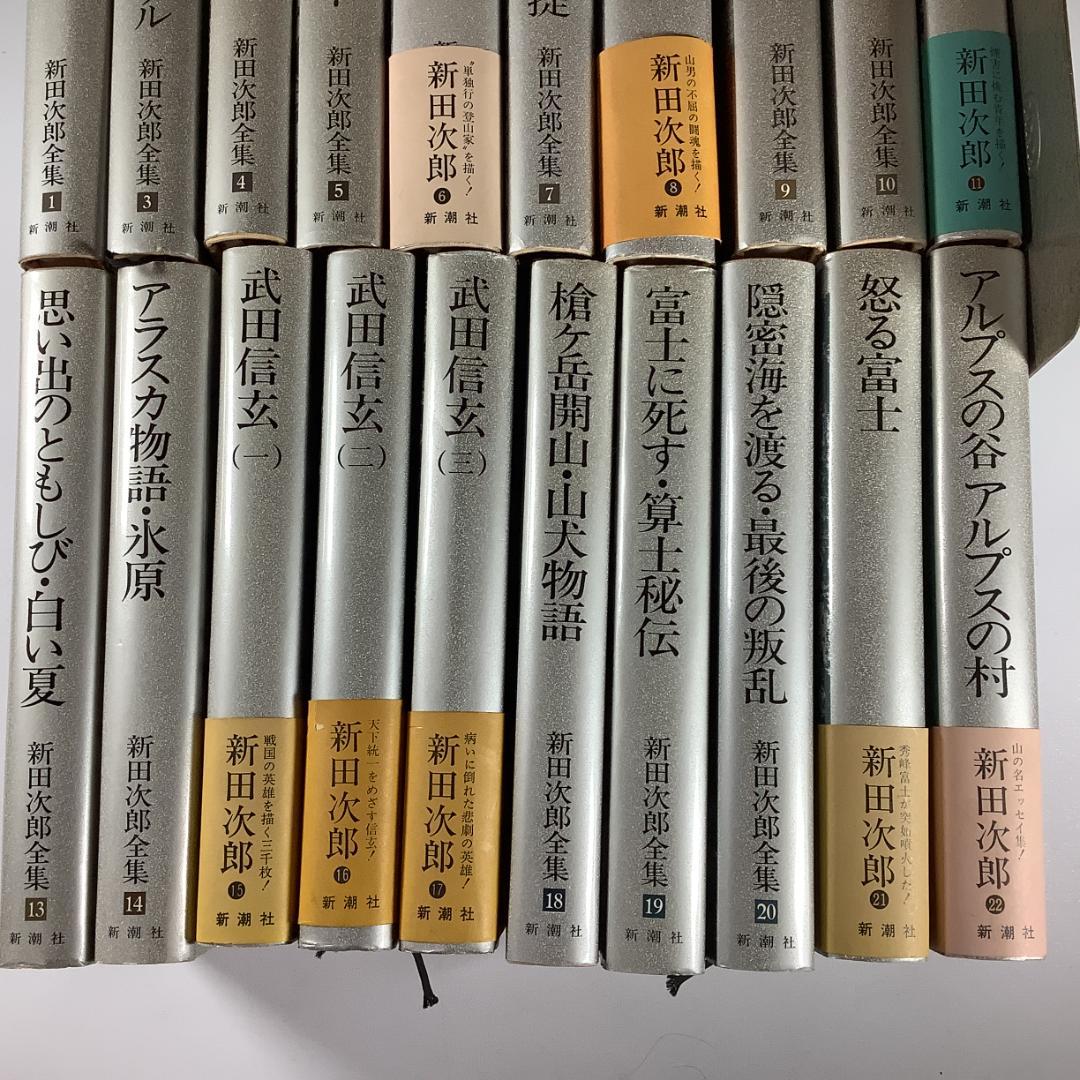 新田次郎全集
1
新潮社
ル
新田次郎全集
3
新潮社
新田次郎全集
4
新潮社
新田次郎全集
5
新潮社
"単独行の登山家"を描く!
新田次郎
6
新潮社
掟
新田次郎全集
7
新潮社
山男の不屈の闘魂を描く!
新田次郎
8
新潮社
新田次郎全集
9
新潮社
新田次郎全集
10
新潮社
新田次郎
11
新潮社
思い出のともしび・白い夏
新田次郎全集
13
新潮社
アラスカ物語・氷原
新田次郎全集
14
新潮社
武田信玄(一)
戦国の英雄を描く三千枚!
新田次郎
15
新潮社
武田信玄(二)
天下統一をめざす信玄!
新田次郎
16
新潮社
武田信玄(三)
病いに倒れた悲劇の英雄!
新田次郎
17
新潮社
槍ヶ岳開山・山犬物語
新田次郎全集
18
新潮社
富士に死す・算士秘伝
新田次郎全集
19
新潮社
隠密海を渡る・最後の叛乱
新田次郎全集
20
新潮社
怒る富士
秀峰富士が突如噴火した!
新田次郎
21
新潮社
アルプスの谷 アルプスの村
山の名エッセイ集!
新田次郎
22
新潮社